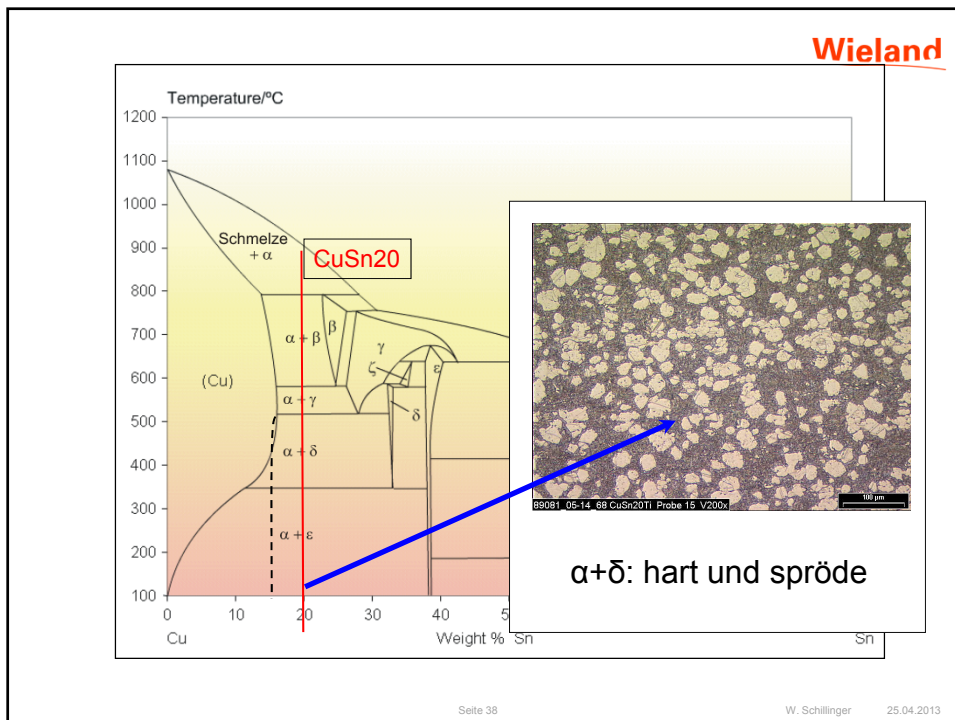 Wieland
Temperature/ºC
1200
1100
1000
900
800
700
600
500
400
300
200
100
Schmelze
+ α
CuSn20
α + β
β
γ
ζ
ε
(Cu)
α + γ
δ
α + δ
α + ε
0 10 20 30 40 5
Cu Weight % Sn Sn
89081_05-14_68 CuSn20Ti Probe 15 V200x
100 µm
α+δ: hart und spröde
Seite 38 W. Schillinger 25.04.2013